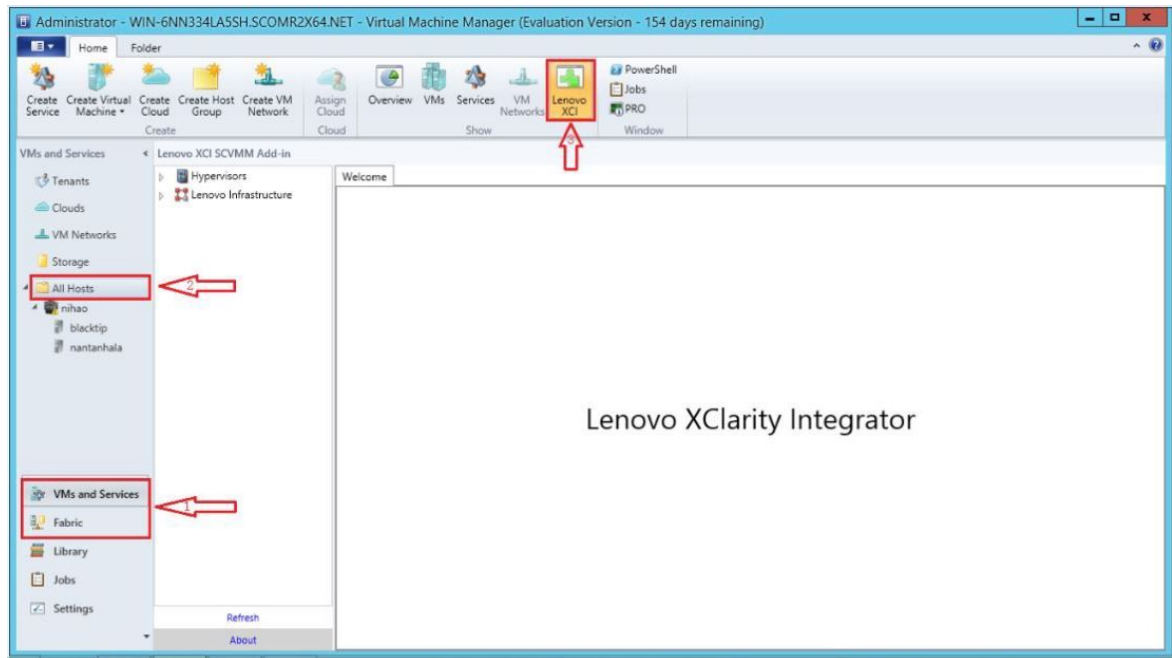 Administrator - WIN-6NN334LA5SH.SCOMR2X64.NET - Virtual Machine Manager (Evaluation Version - 154 days remaining)
Home Folder
Create Service
Create Virtual Machine
Create Cloud
Create Host Group
Create VM Network
Assign Cloud
Overview
VMs
Services
VM Networks
Lenovo XCI
PowerShell
Jobs
PRO
Create Cloud Show Window
3
VMs and Services
Tenants
Clouds
VM Networks
Storage
All Hosts
nihao
blacktip
nantanhala
2
VMs and Services
Fabric
1
Library
Jobs
Settings
Lenovo XCI SCVMM Add-in
Hypervisors
Lenovo Infrastructure
Refresh
About
Welcome
Lenovo XClarity Integrator